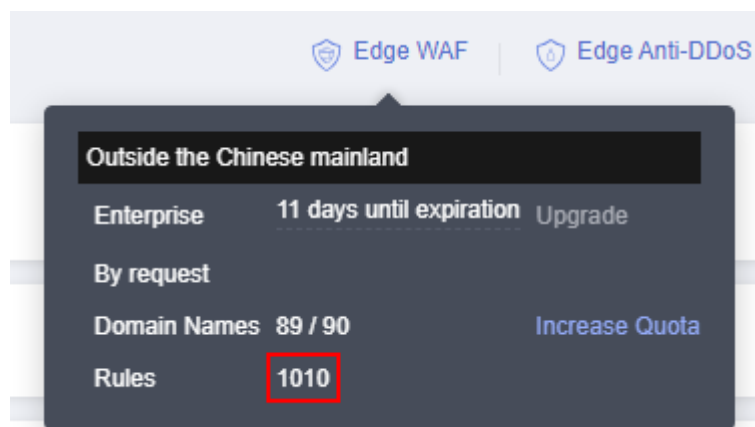 Edge WAF Edge Anti-DDoS
Outside the Chinese mainland
Enterprise 11 days until expiration Upgrade
By request
Domain Names 89 / 90 Increase Quota
Rules 1010